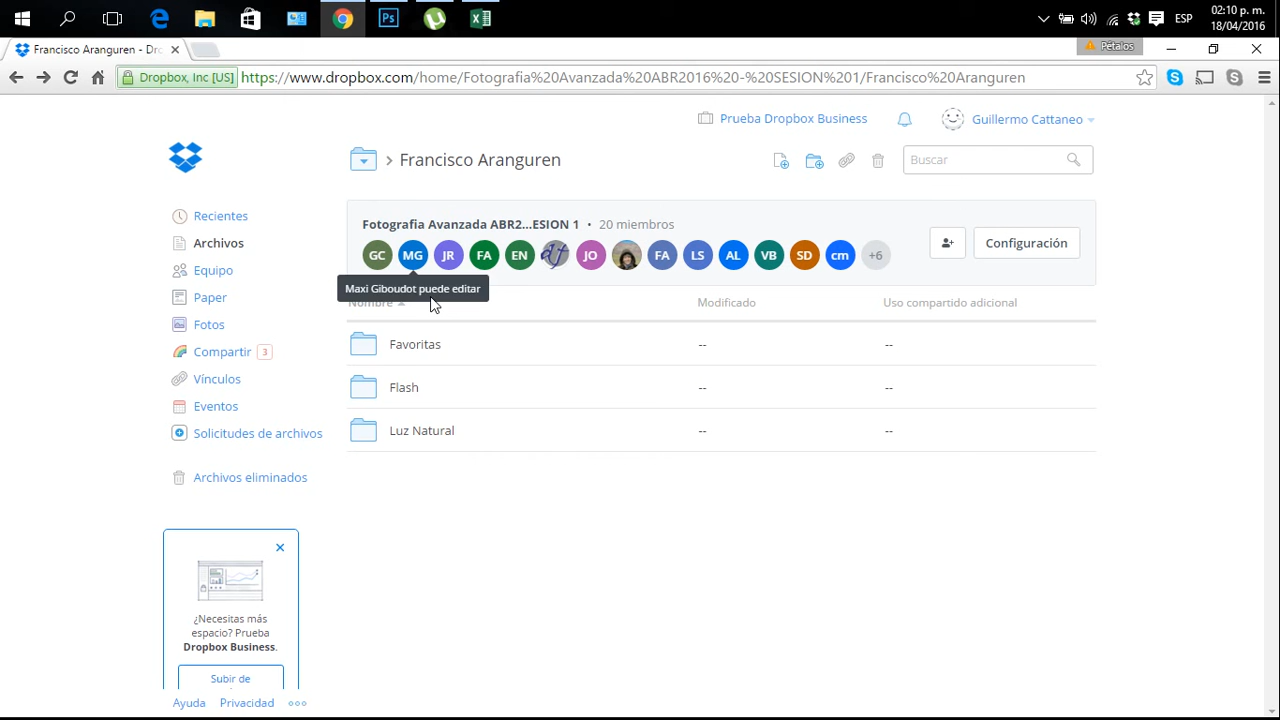 02:10 p. m.
ESP
18/04/2016
Francisco Aranguren - Dro
Pétalos
Dropbox, Inc [US]
https://www.dropbox.com/home/Fotografia%20Avanzada%20ABR2016%20-%20SESION%201/Francisco%20Aranguren
Prueba Dropbox Business
Guillermo Cattaneo
Francisco Aranguren
Buscar
Recientes
Archivos
Equipo
Paper
Fotos
Compartir 3
Vínculos
Eventos
Solicitudes de archivos
Archivos eliminados
Fotografia Avanzada ABR2...ESION 1 • 20 miembros
GC MG JR FA EN df JO FA LS AL VB SD cm +6
Configuración
Maxi Giboudot puede editar
Nombre Modificado Uso compartido adicional
Favoritas -- --
Flash -- --
Luz Natural -- --
¿Necesitas más
espacio? Prueba
Dropbox Business.
Subir de
Ayuda Privacidad